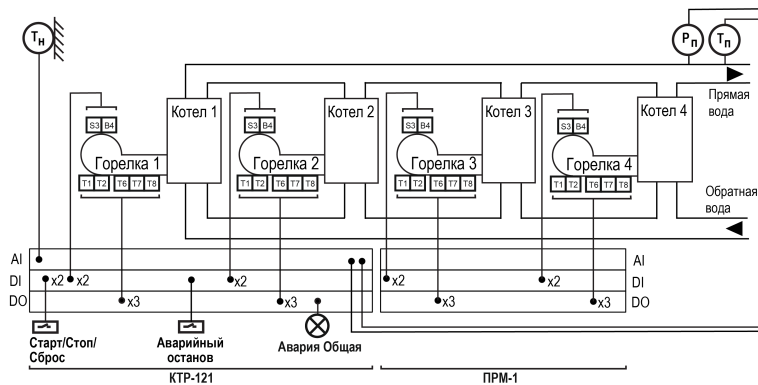 Tн
Pп
Tп
Прямая
вода
Котел 1
Котел 2
Котел 3
Котел 4
S3 B4
S3 B4
S3 B4
S3 B4
Горелка 1
Горелка 2
Горелка 3
Горелка 4
T1 T2 T6 T7 T8
T1 T2 T6 T7 T8
T1 T2 T6 T7 T8
T1 T2 T6 T7 T8
Обратная
вода
AI
AI
DI
x2
x2
x2
x2
x2
DI
DO
x3
x3
x3
x3
DO
Старт/Стоп/
Сброс
Аварийный
останов
Авария Общая
КТР-121
ПРМ-1